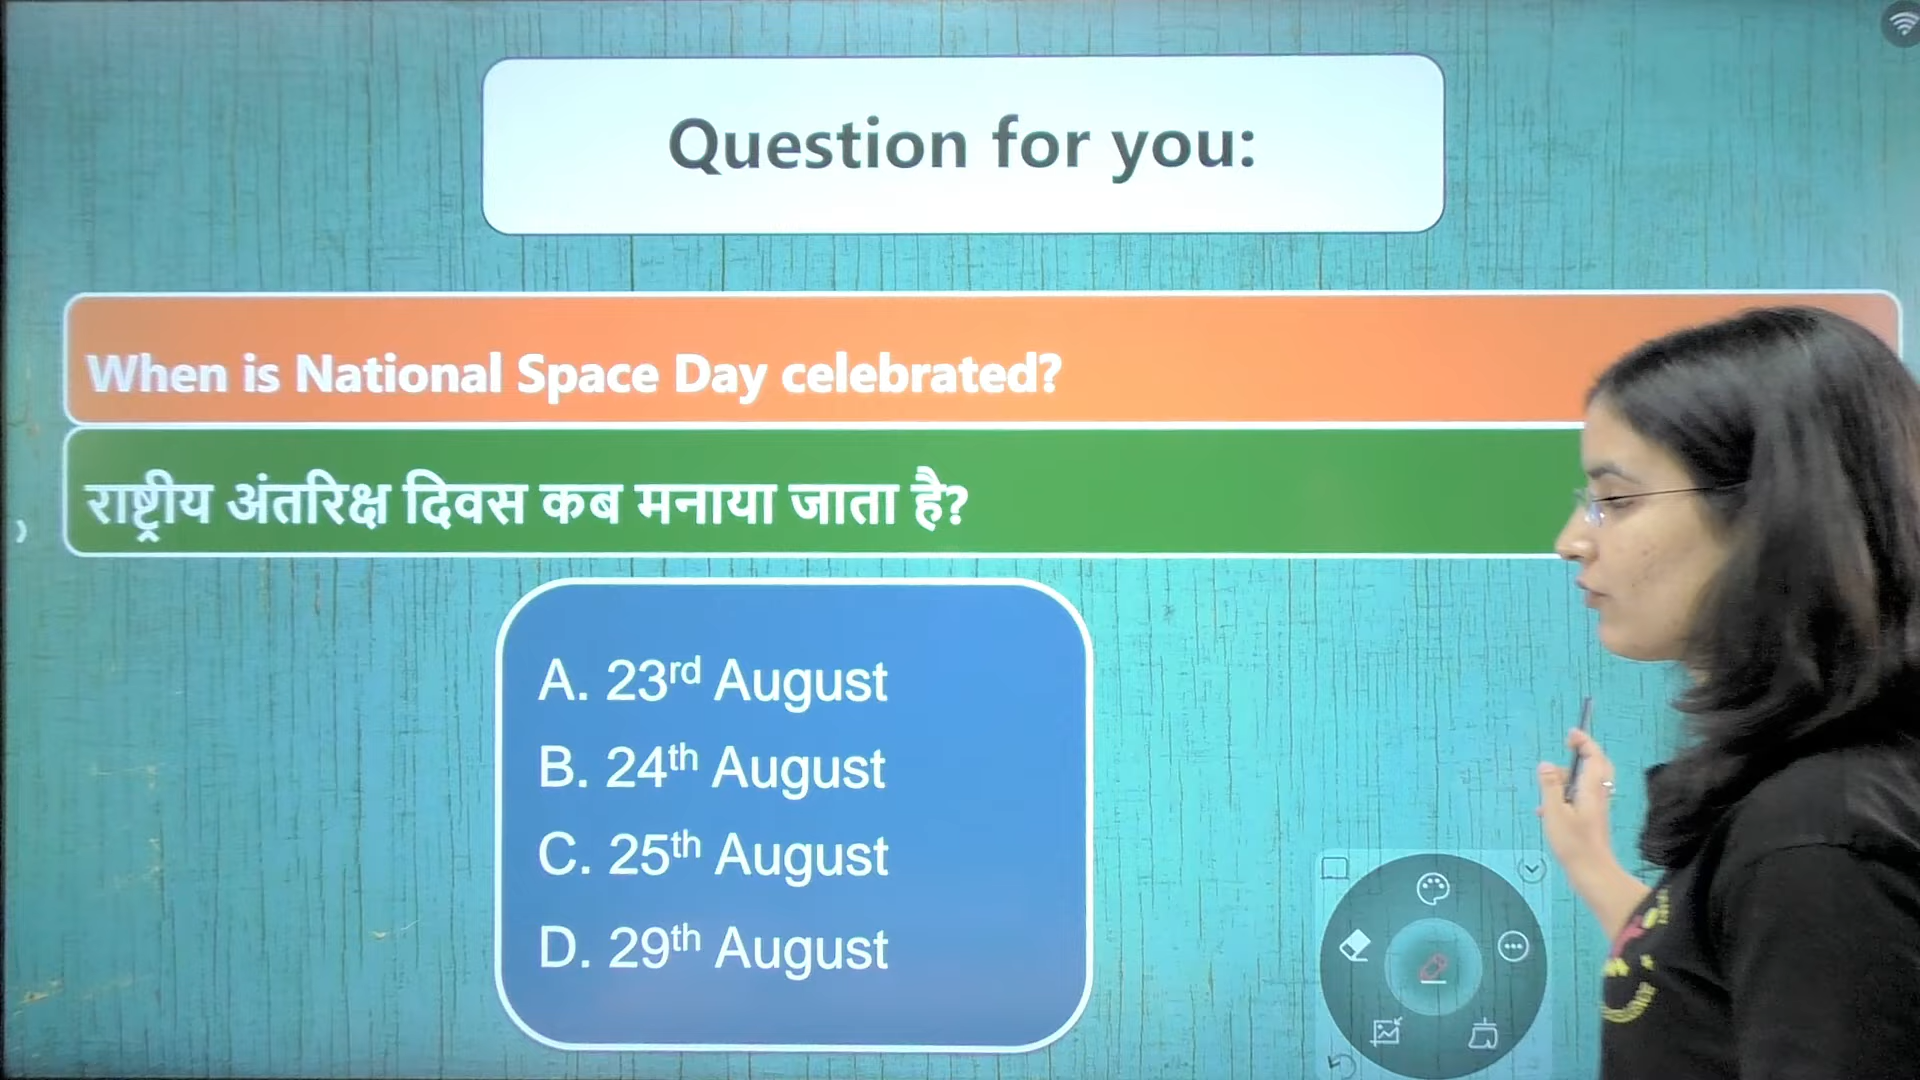 Question for you:
When is National Space Day celebrated?
राष्ट्रीय अंतरिक्ष दिवस कब मनाया जाता है?
A. 23rd August
B. 24th August
C. 25th August
D. 29th August